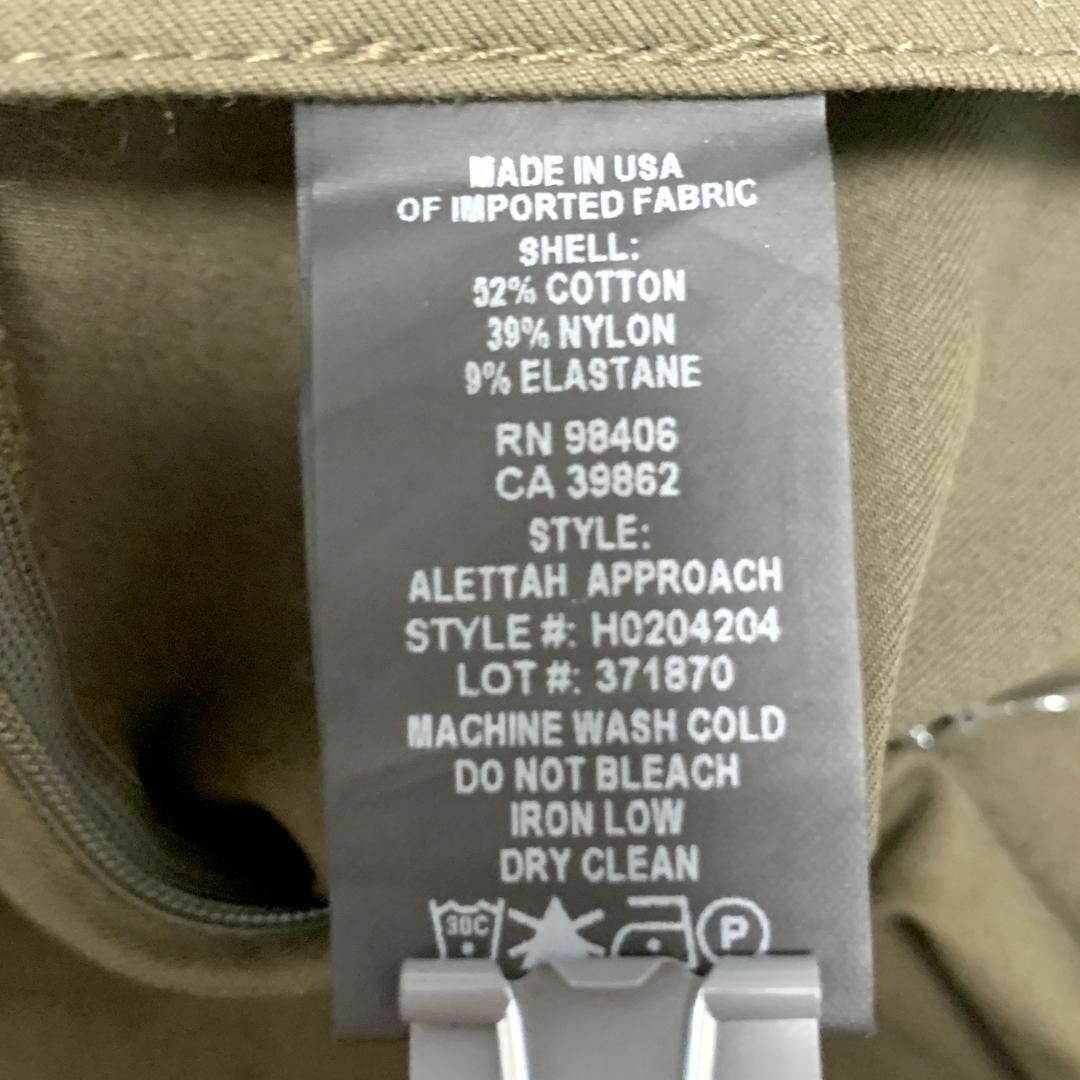 MADE IN USA
OF IMPORTED FABRIC
SHELL:
52% COTTON
39% NYLON
9% ELASTANE
RN 98406
CA 39862
STYLE:
ALETTAH APPROACH
STYLE #: H0204204
LOT #: 371870
MACHINE WASH COLD
DO NOT BLEACH
IRON LOW
DRY CLEAN
30C P